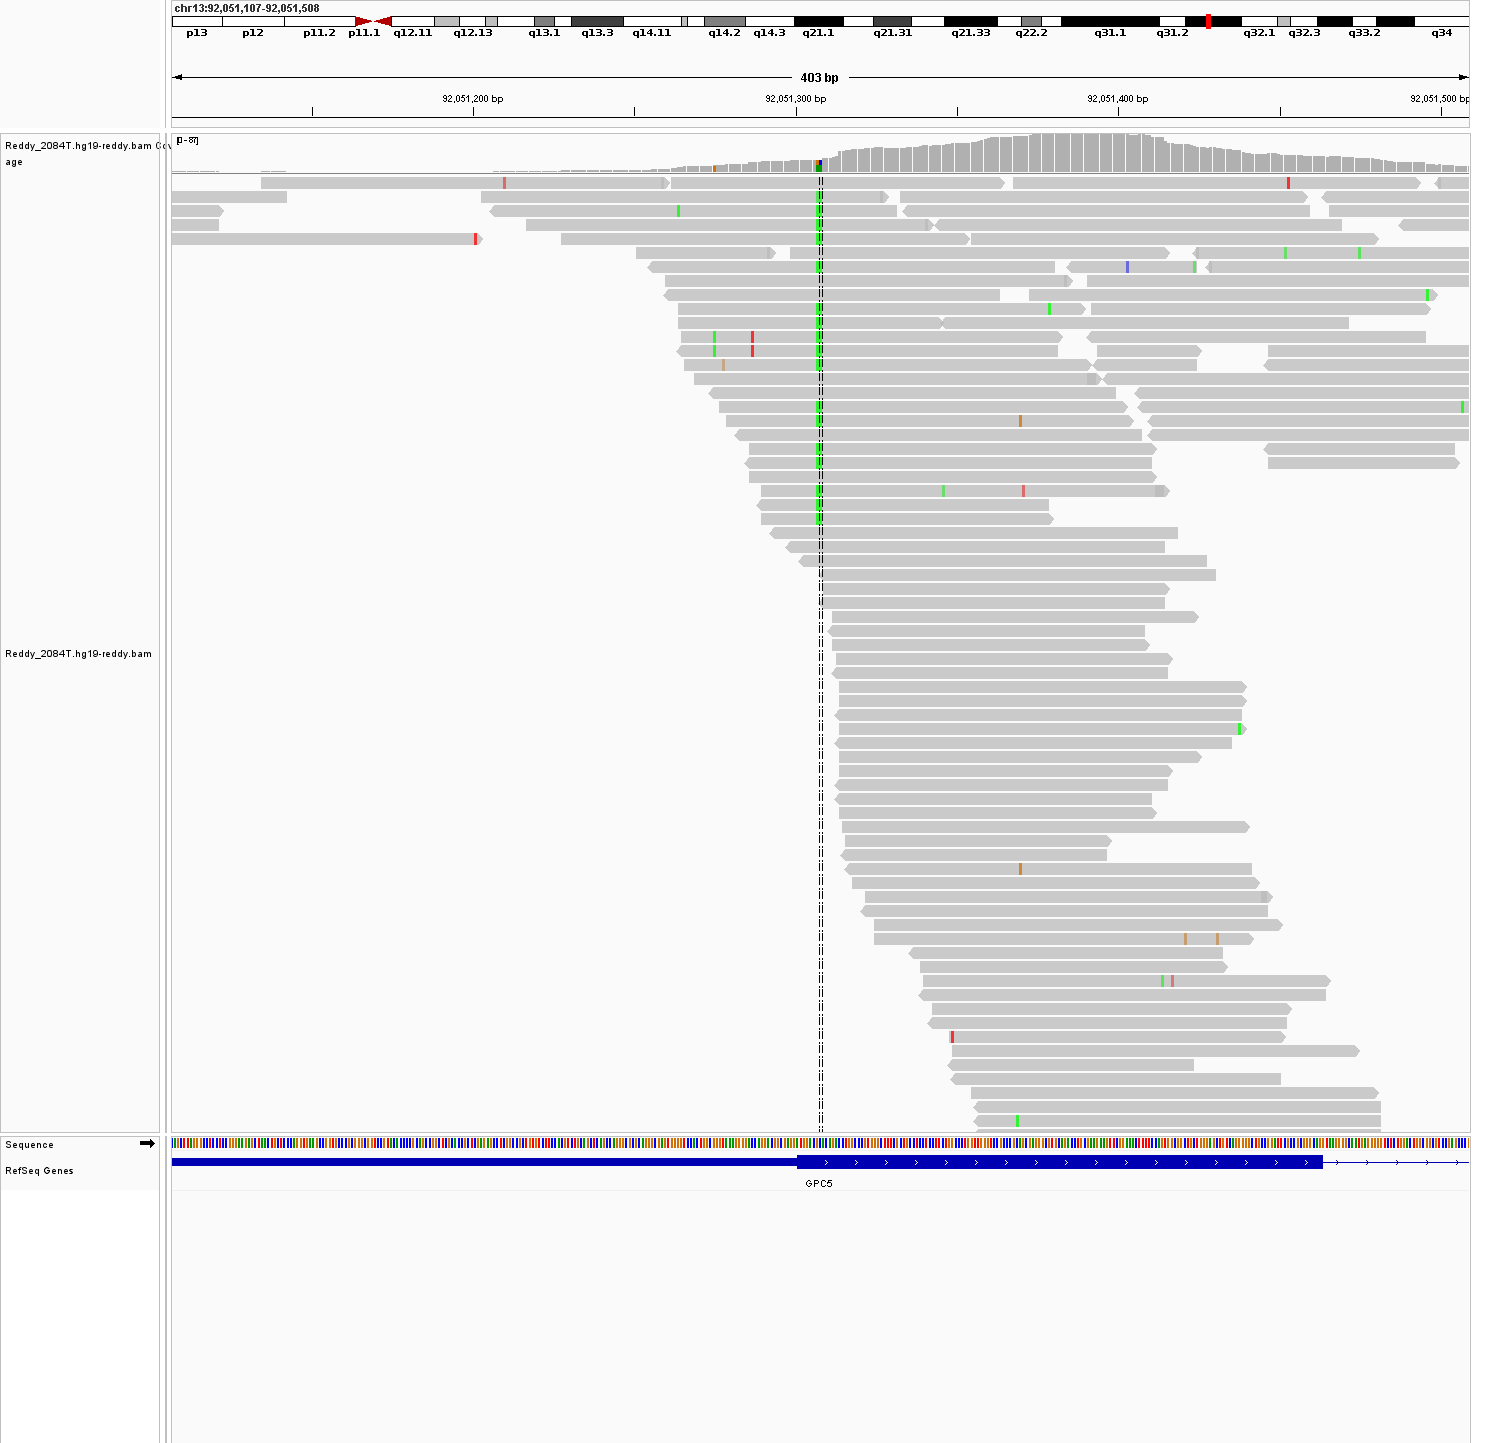 chr13:92,051,107-92,051,508
p13 p12 p11.2 p11.1 q12.11 q12.13 q13.1 q13.3 q14.11 q14.2 q14.3 q21.1 q21.31 q21.33 q22.2 q31.1 q31.2 q32.1 q32.3 q33.2 q34
403 bp
92,051,200 bp 92,051,300 bp 92,051,400 bp 92,051,500 bp
Reddy_2084T.hg19-reddy.bam Cov
age
[0 - 87]
Reddy_2084T.hg19-reddy.bam
Sequence
RefSeq Genes
GPC5